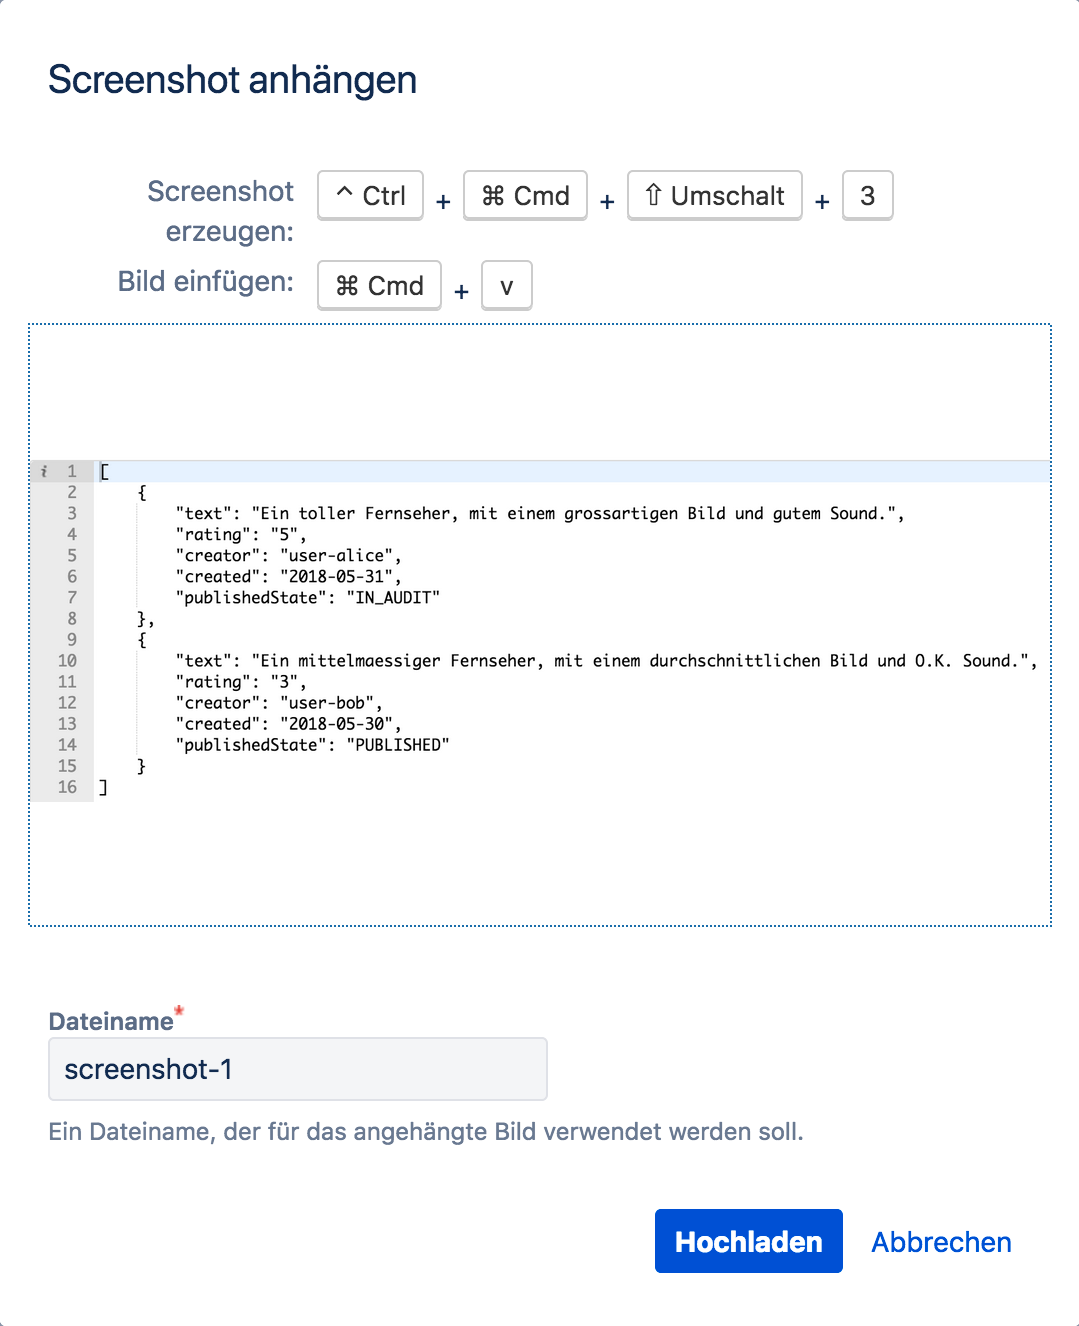 Screenshot anhängen
Screenshot erzeugen: ^ Ctrl + ⌘ Cmd + ⇧ Umschalt + 3
Bild einfügen: ⌘ Cmd + v
i 1 [
2     {
3         "text": "Ein toller Fernseher, mit einem grossartigen Bild und gutem Sound.",
4         "rating": "5",
5         "creator": "user-alice",
6         "created": "2018-05-31",
7         "publishedState": "IN_AUDIT"
8     },
9     {
10         "text": "Ein mittelmaessiger Fernseher, mit einem durchschnittlichen Bild und O.K. Sound.",
11         "rating": "3",
12         "creator": "user-bob",
13         "created": "2018-05-30",
14         "publishedState": "PUBLISHED"
15     }
16 ]
Dateiname*
screenshot-1
Ein Dateiname, der für das angehängte Bild verwendet werden soll.
Hochladen Abbrechen